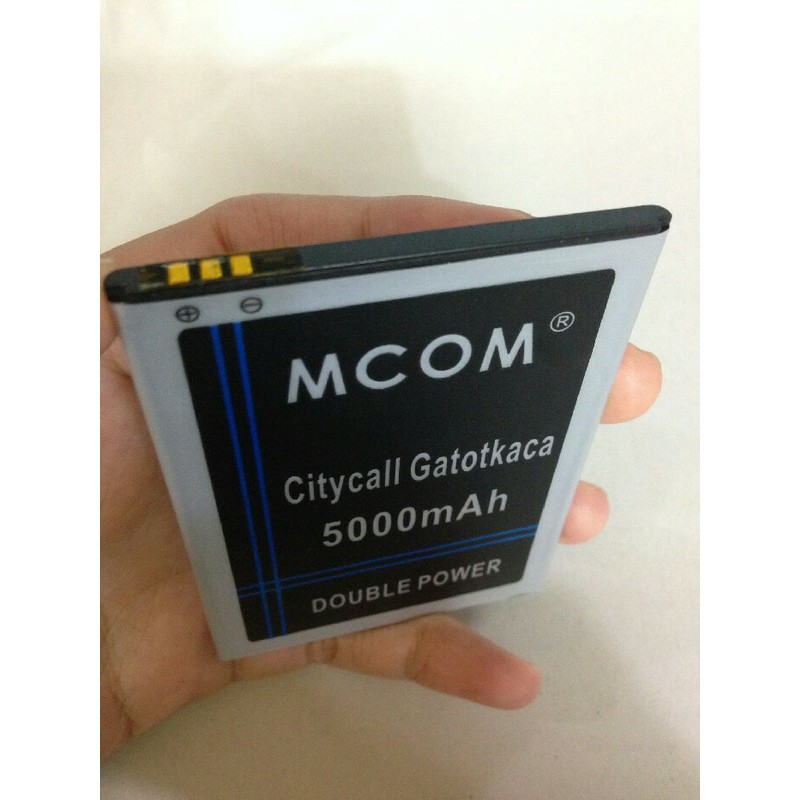 ⊕ ⊖
MCOM ®
Citycall Gatotkaca
5000mAh
DOUBLE POWER